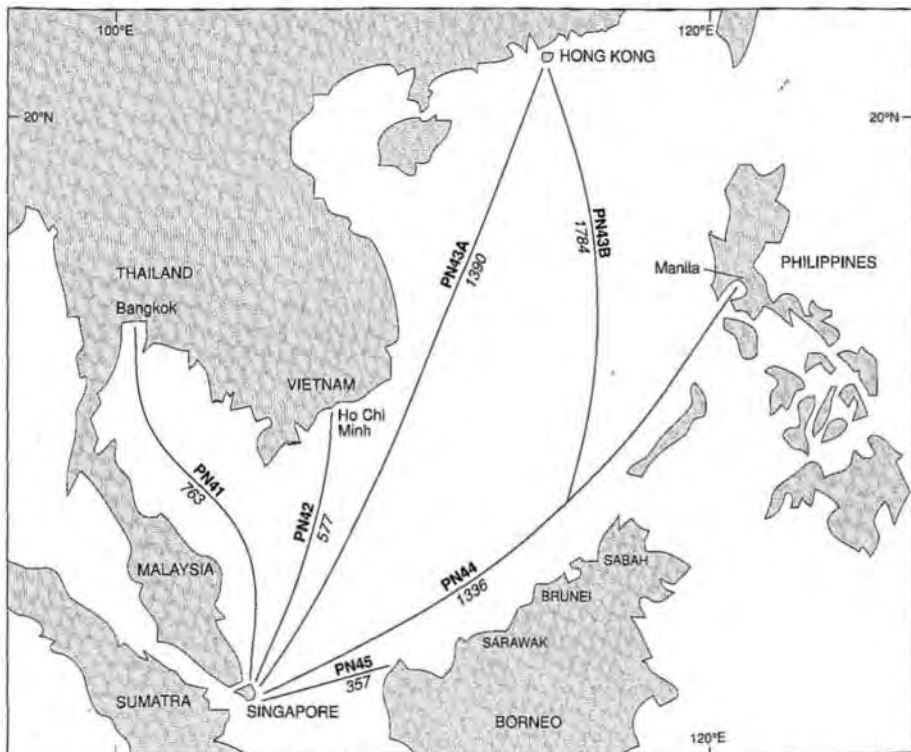 100°E
120°E
HONG KONG
20°N
20°N
PN43A
1390
PN43B
1784
Manila
PHILIPPINES
THAILAND
Bangkok
VIETNAM
Ho Chi
Minh
PN41
763
PN42
577
MALAYSIA
PN44
1336
SABAH
BRUNEI
SARAWAK
PN45
357
SUMATRA
SINGAPORE
BORNEO
120°E